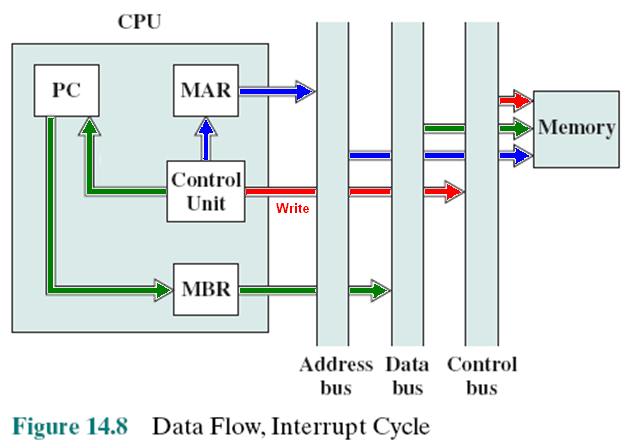 CPU
PC
MAR
Memory
Control
Unit
Write
MBR
Address Data Control
bus bus bus
Figure 14.8 Data Flow, Interrupt Cycle